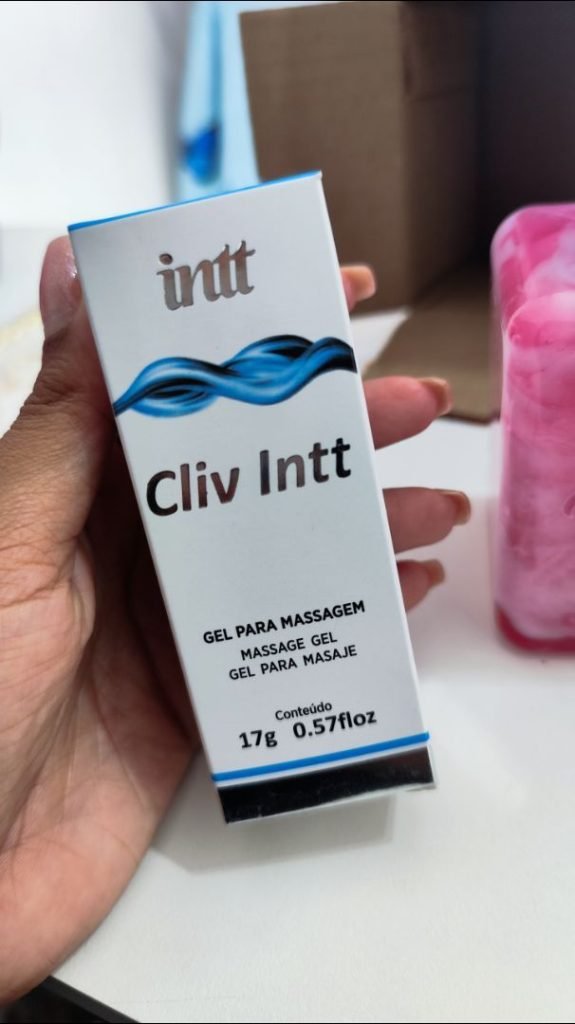 intt
Cliv Intt
GEL PARA MASSAGEM
MASSAGE GEL
GEL PARA MASAJE
Conteúdo
17g 0.57floz